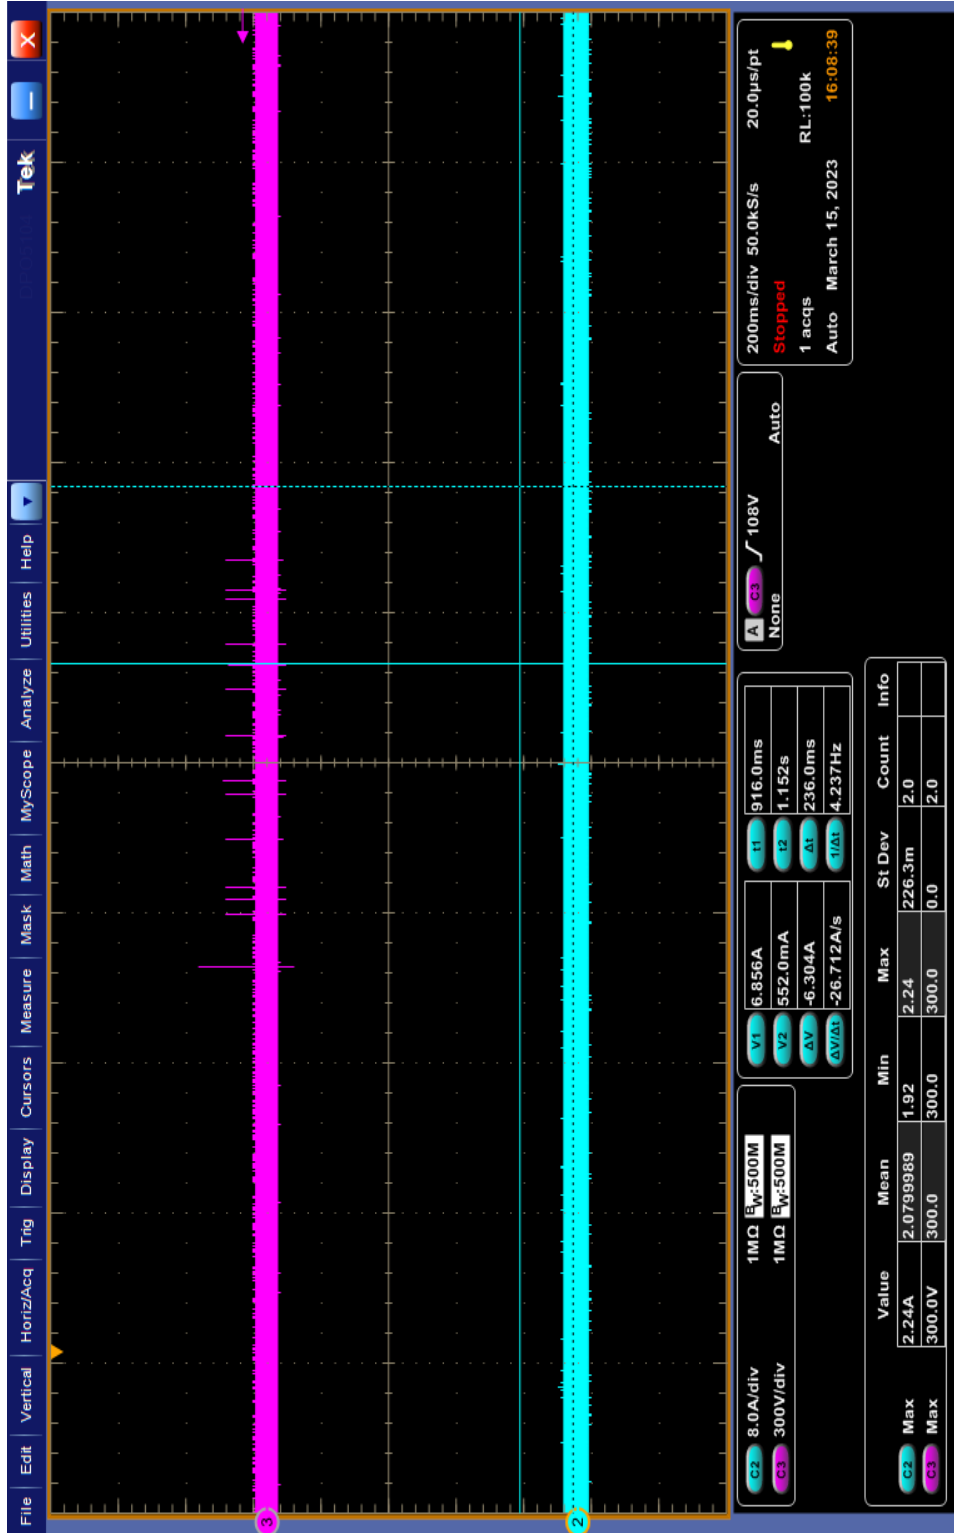 File Edit Vertical Horiz/Acq Trig Display Cursors Measure Mask Math MyScope Analyze Utilities Help Tek
3
2
C2 8.0A/div 1MΩ BW:500M
C3 300V/div 1MΩ BW:500M
V1 6.856A
V2 552.0mA
ΔV -6.304A
ΔV/Δt -26.712A/s
t1 916.0ms
t2 1.152s
Δt 236.0ms
1/Δt 4.237Hz
A C3 108V
None Auto
200ms/div 50.0kS/s 20.0µs/pt
Stopped
1 acqs RL:100k
Auto March 15, 2023 16:08:39
Value Mean Min Max St Dev Count Info
C2 Max 2.24A 2.0799989 1.92 2.24 226.3m 2.0
C3 Max 300.0V 300.0 300.0 300.0 0.0 2.0